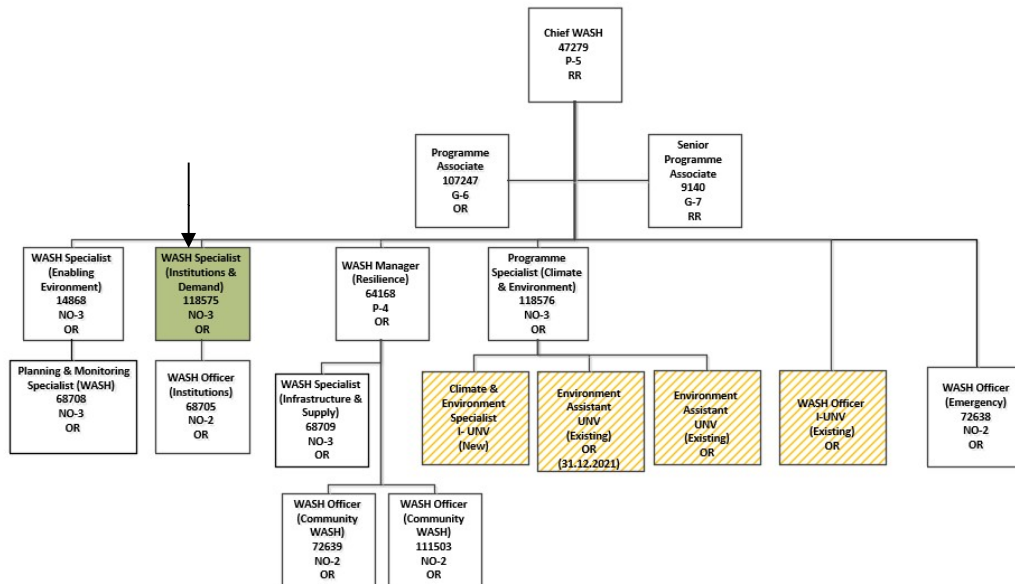 Chief WASH
47279
P-5
RR
Programme
Associate
107247
G-6
OR
Senior
Programme
Associate
9140
G-7
RR
WASH Specialist
(Enabling
Evironment)
14868
NO-3
OR
WASH Specialist
(Institutions &
Demand)
118575
NO-3
OR
WASH Manager
(Resilience)
64168
P-4
OR
Programme
Specialist (Climate
& Environment)
118576
NO-3
OR
Planning & Monitoring
Specialist (WASH)
68708
NO-3
OR
WASH Officer
(Institutions)
68705
NO-2
OR
WASH Specialist
(Infrastructure &
Supply)
68709
NO-3
OR
Climate &
Environment
Specialist
I- UNV
(New)
Environment
Assistant
UNV
(Existing)
OR
(31.12.2021)
Environment
Assistant
UNV
(Existing)
OR
WASH Officer
I-UNV
(Existing)
OR
WASH Officer
(Emergency)
72638
NO-2
OR
WASH Officer
(Community
WASH)
72639
NO-2
OR
WASH Officer
(Community
WASH)
111503
NO-2
OR